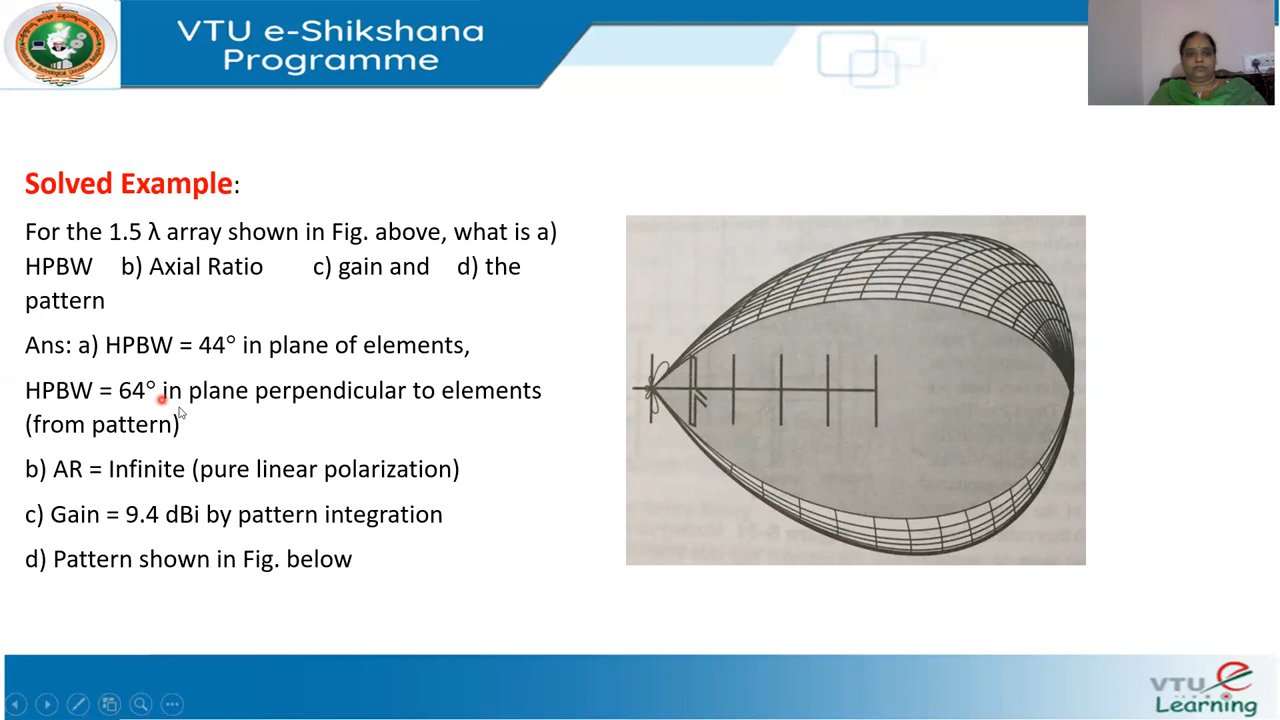 VTU e-Shikshana
Programme
Solved Example:
For the 1.5 λ array shown in Fig. above, what is a)
HPBW b) Axial Ratio c) gain and d) the
pattern
Ans: a) HPBW = 44° in plane of elements,
HPBW = 64° in plane perpendicular to elements
(from pattern)
b) AR = Infinite (pure linear polarization)
c) Gain = 9.4 dBi by pattern integration
d) Pattern shown in Fig. below
VTU e
Learning